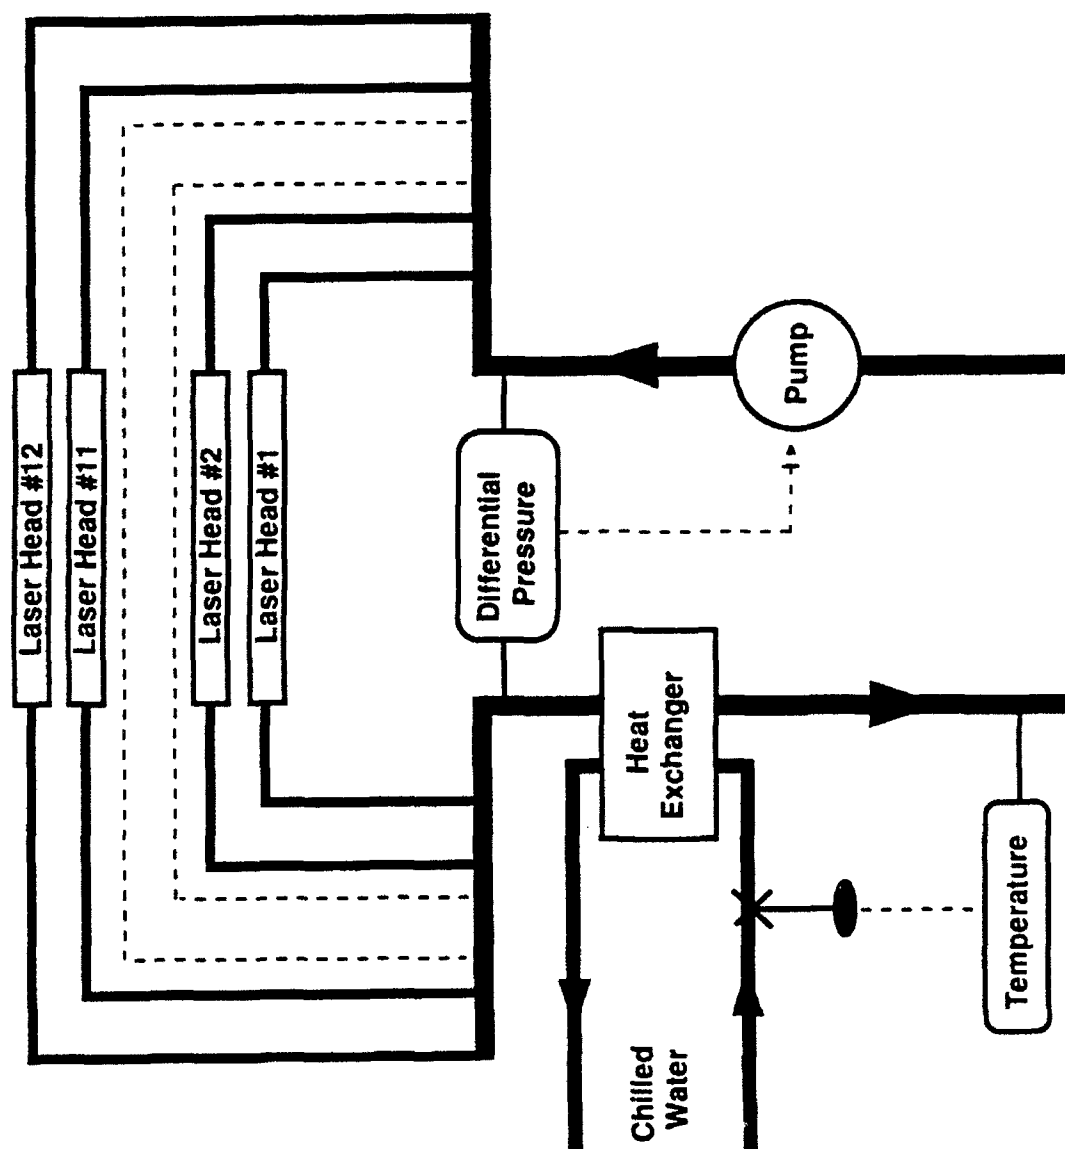 Laser Head #12
Laser Head #11
Laser Head #2
Laser Head #1
Differential
Pressure
Pump
Heat
Exchanger
Chilled
Water
Temperature